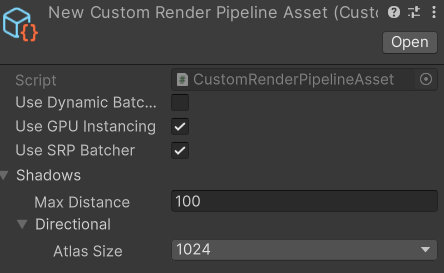 New Custom Render Pipeline Asset (Custo
Open
Script
CustomRenderPipelineAsset
Use Dynamic Batc...
Use GPU Instancing
Use SRP Batcher
Shadows
Max Distance
100
Directional
Atlas Size
1024